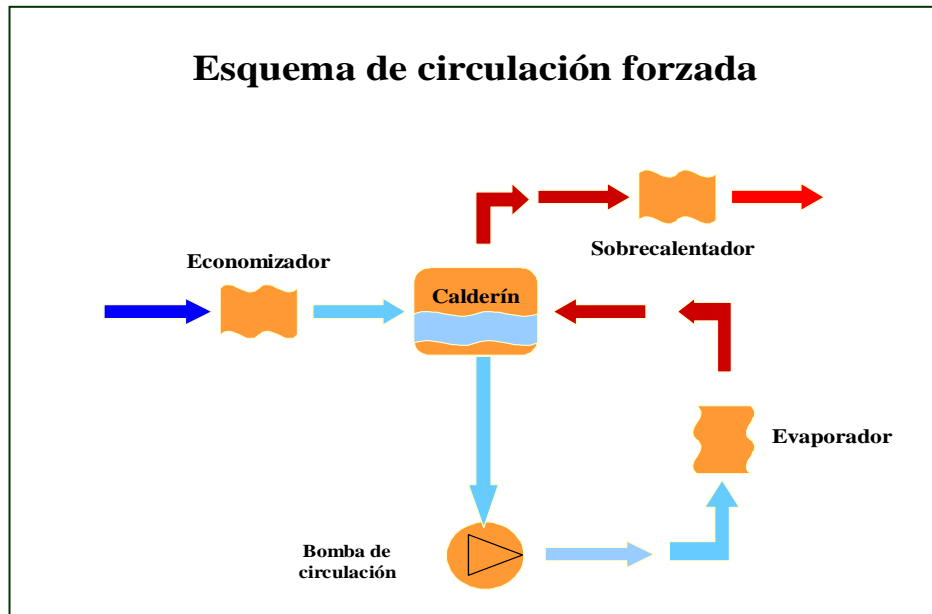 Esquema de circulación forzada
Sobrecalentador
Economizador
Calderín
Evaporador
Bomba de
circulación